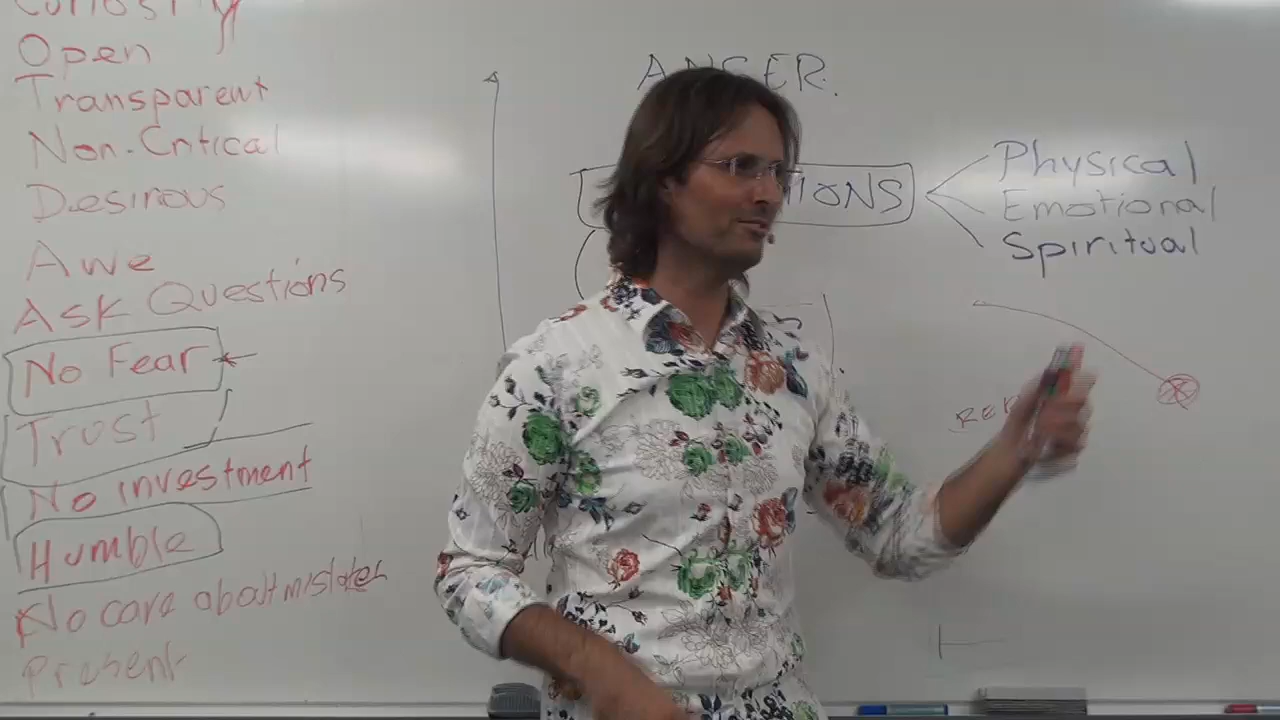 Curiosity
Open
Transparent
Non-Critical
Desirous
Awe
Ask Questions
No Fear
Trust
No investment
Humble
No care about mistakes
Present
ANGER.
Physical
Emotional
Spiritual